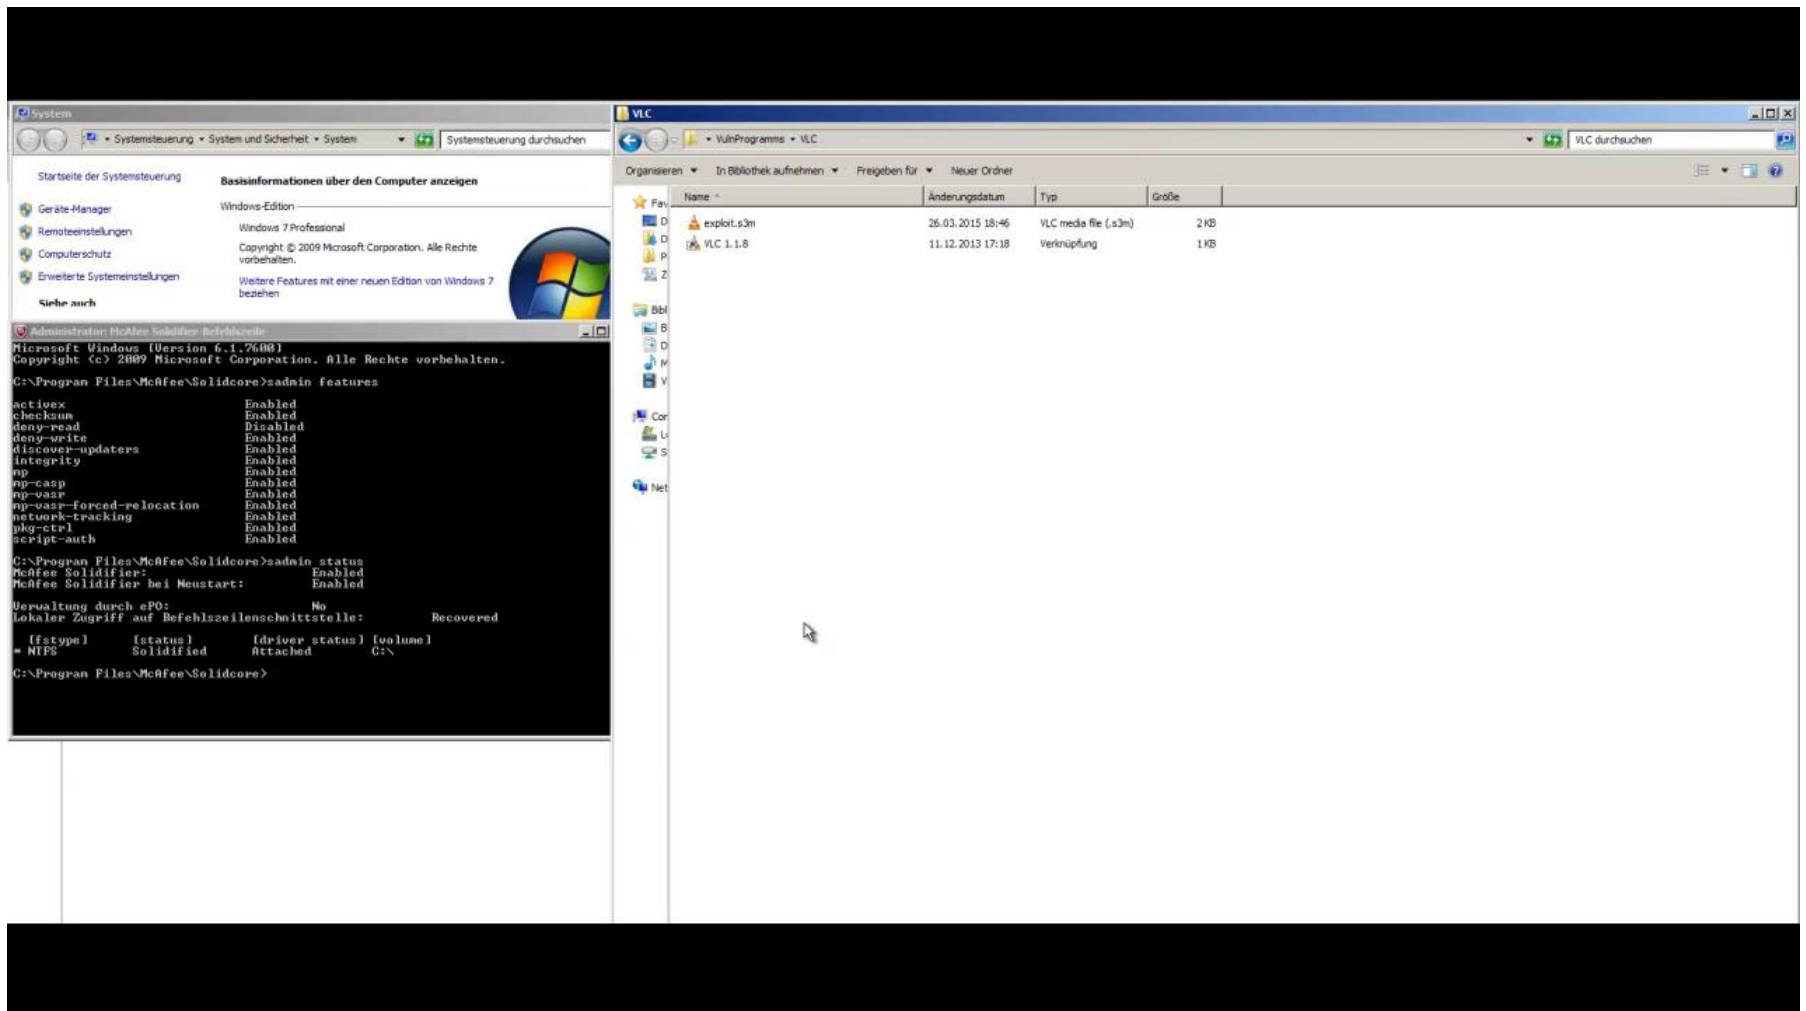 System
Systemsteuerung
System und Sicherheit
System
Systemsteuerung durchsuchen
Startseite der Systemsteuerung
Geräte-Manager
Remoteeinstellungen
Computerschutz
Erweiterte Systemeinstellungen
Siehe auch
Basisinformationen über den Computer anzeigen
Windows-Edition
Windows 7 Professional
Copyright © 2009 Microsoft Corporation. Alle Rechte
vorbehalten.
Weitere Features mit einer neuen Edition von Windows 7
beziehen
Administrator: McAfee Solidifier-Befehlszeile
Microsoft Windows [Version 6.1.7600]
Copyright (c) 2009 Microsoft Corporation. Alle Rechte vorbehalten.
C:\Program Files\McAfee\Solidcore>sadmin features
activex Enabled
checksum Enabled
deny-read Disabled
deny-write Enabled
discover-updaters Enabled
integrity Enabled
mp Enabled
mp-casp Enabled
mp-vasr Enabled
mp-vasr-forced-relocation Enabled
network-tracking Enabled
pkg-ctrl Enabled
script-auth Enabled
C:\Program Files\McAfee\Solidcore>sadmin status
McAfee Solidifier: Enabled
McAfee Solidifier bei Neustart: Enabled
Verwaltung durch ePO: No
Lokaler Zugriff auf Befehlszeilenschnittstelle: Recovered
[fstype] [status] [driver status] [volume]
* NTFS Solidified Attached C:\
C:\Program Files\McAfee\Solidcore>
VLC
VulnProgramms
VLC
VLC durchsuchen
Organisieren In Bibliothek aufnehmen Freigeben für Neuer Ordner
Name Änderungsdatum Typ Größe
exploit.s3m 26.03.2015 18:46 VLC media file (.s3m) 2 KB
VLC 1.1.8 11.12.2013 17:18 Verknüpfung 1 KB
Fav
D
D
P
Z
Bibl
B
D
M
V
Com
Lo
S
Net